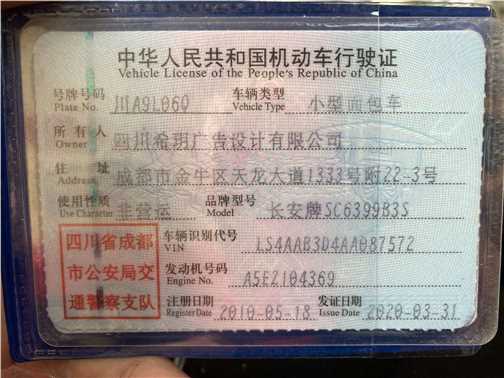 中华人民共和国机动车行驶证
Vehicle License of the People's Republic of China
号牌号码 川A9L06Q 车辆类型 小型面包车
Plate No. Vehicle Type
所有人 四川希玥广告设计有限公司
Owner
住址 成都市金牛区天龙大道1333号附22-3号
Address
使用性质 非营运 品牌型号 长安牌SC6399B3S
Use Character Model
四川省成都
市公安局交
通警察支队
车辆识别代号 LS4AAB3D4AA087572
VIN
发动机号码 A5E2104369
Engine No.
注册日期 2010-05-18 发证日期 2020-03-31
Register Date Issue Date